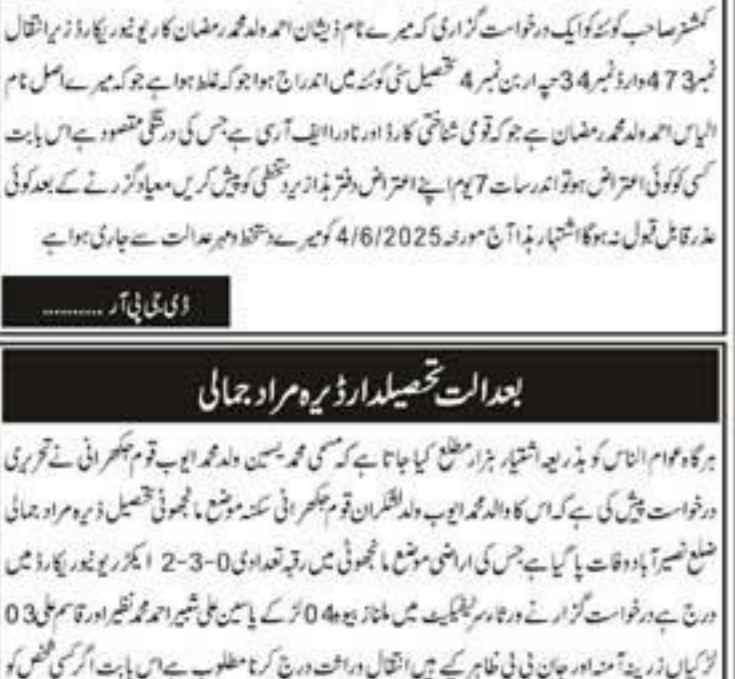 کمشنر صاحب کوئٹہ کو ایک درخواست گزاری کہ میرے نام ذیشان احمد ولد محمد رمضان کا ریونیور یکارڈ زیر انتقال
نمبر 473 وارڈ نمبر 34 حپہ اربن نمبر 4 تحصیل سٹی کوئٹہ میں اندراج ہوا جو کہ غلط ہوا ہے جو کہ میرے اصل نام
الیاس احمد ولد محمد رمضان ہے جو کہ قومی شناختی کارڈ اور نادرا ایف آر سی ہے جس کی درستگی مقصود ہے اس بابت
کسی کو کوئی اعتراض ہو تو اندر سات 7 یوم اپنے اعتراض دفتر ہذا زیر دستخطی کو پیش کریں معیاد گزرنے کے بعد کوئی
عذر قابل قبول نہ ہوگا اشتہار ہذا آج مورخہ 4/6/2025 کو میرے دستخط و مہر عدالت سے جاری ہوا ہے
ڈی جی پی آر ..........
بعدالت تحصیلدار ڈیرہ مراد جمالی
ہرگاہ عوام الناس کو بذریعہ اشتہار ہزار مطلع کیا جاتا ہے کہ مسمی محمد یسین ولد محمد ایوب قوم جکھرانی نے تحریری
درخواست پیش کی ہے کہ اس کا والد محمد ایوب ولد لشکران قوم جکھرانی سکنہ موضع مانجھوٹی تحصیل ڈیرہ مراد جمالی
ضلع نصیر آباد وفات پا گیا ہے جس کی اراضی موضع مانجھوٹی میں رقبہ تعدادی 0-3-2 ایکڑ ریونیور یکارڈ میں
درج ہے درخواست گزار نے ورثاء سرٹیفکیٹ میں ملناز بیوہ 04 لڑکے یاسین علی شبیر احمد محمد نظیر اور قاسم علی 03
لڑکیاں زرینہ آمنہ اور جان بی بی ظاہر کیے ہیں انتقال وراثت درج کرنا مطلوب ہے اس بابت اگر کسی شخص کو